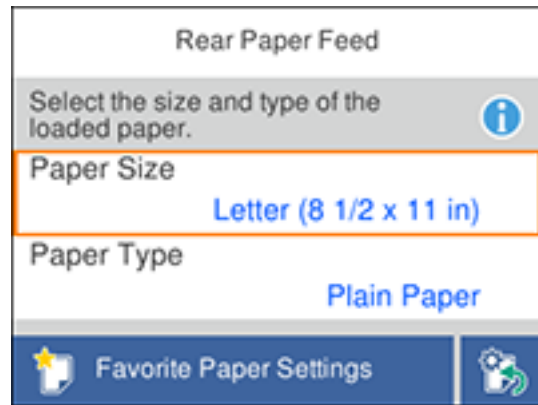 Rear Paper Feed
Select the size and type of the
loaded paper.
Paper Size
Letter (8 1/2 x 11 in)
Paper Type
Plain Paper
Favorite Paper Settings